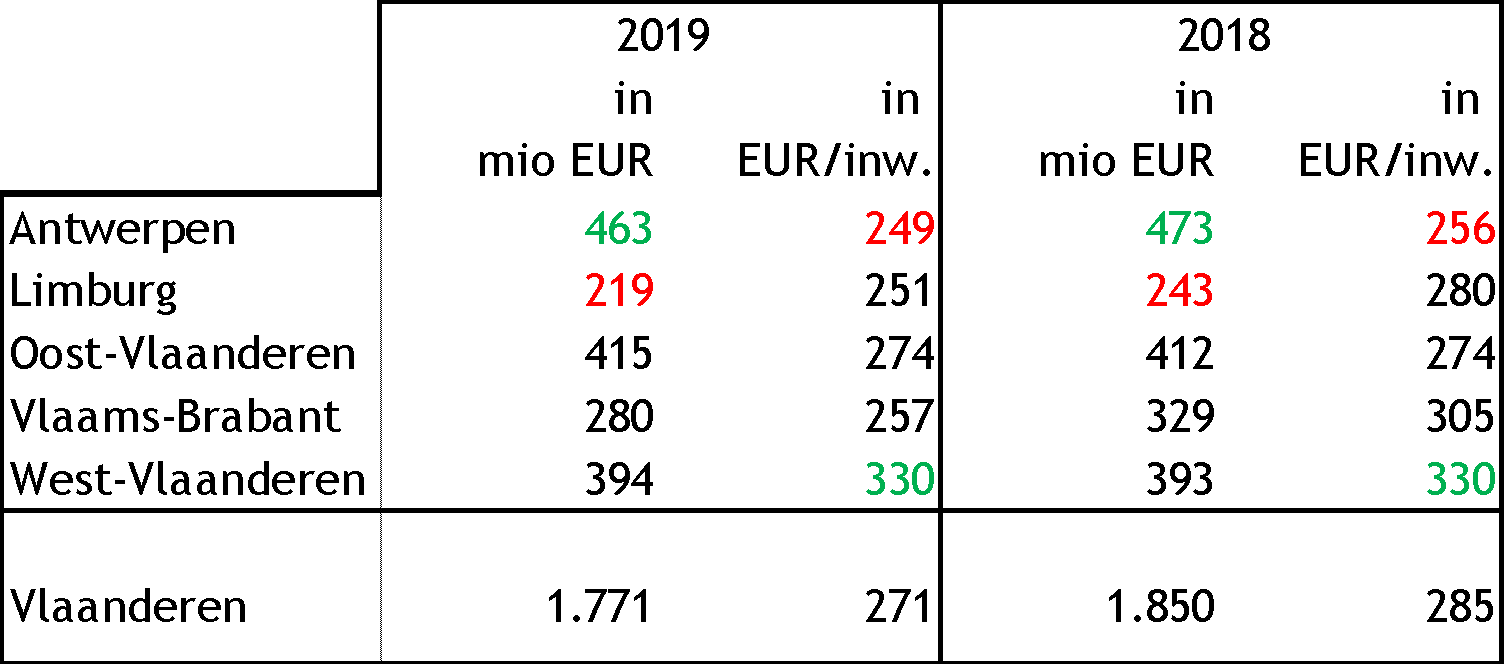 2019 2018
in in in in
mio EUR EUR/inw. mio EUR EUR/inw.
Antwerpen 463 249 473 256
Limburg 219 251 243 280
Oost-Vlaanderen 415 274 412 274
Vlaams-Brabant 280 257 329 305
West-Vlaanderen 394 330 393 330
Vlaanderen 1.771 271 1.850 285